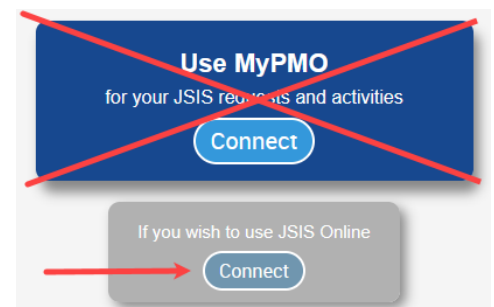 Use MyPMO
for your JSIS requests and activities
Connect
If you wish to use JSIS Online
Connect